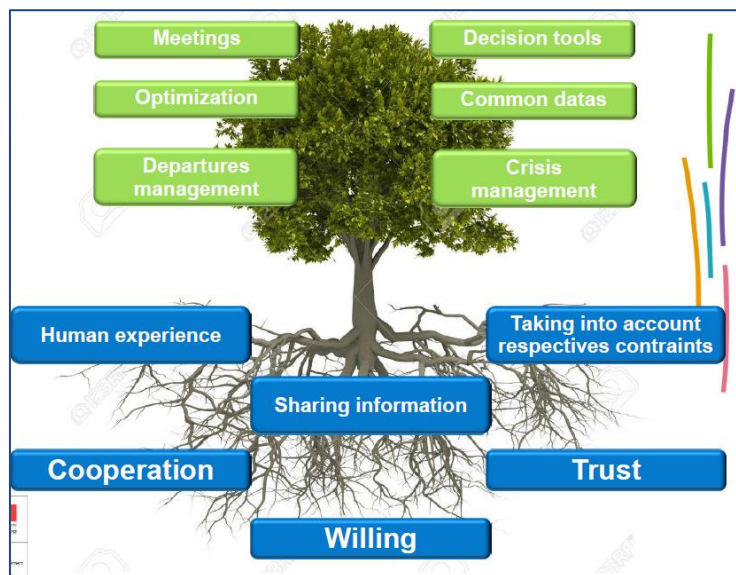 Meetings
Decision tools
Optimization
Common datas
Departures
management
Crisis
management
Human experience
Taking into account
respectives contraints
Sharing information
Cooperation
Trust
Willing